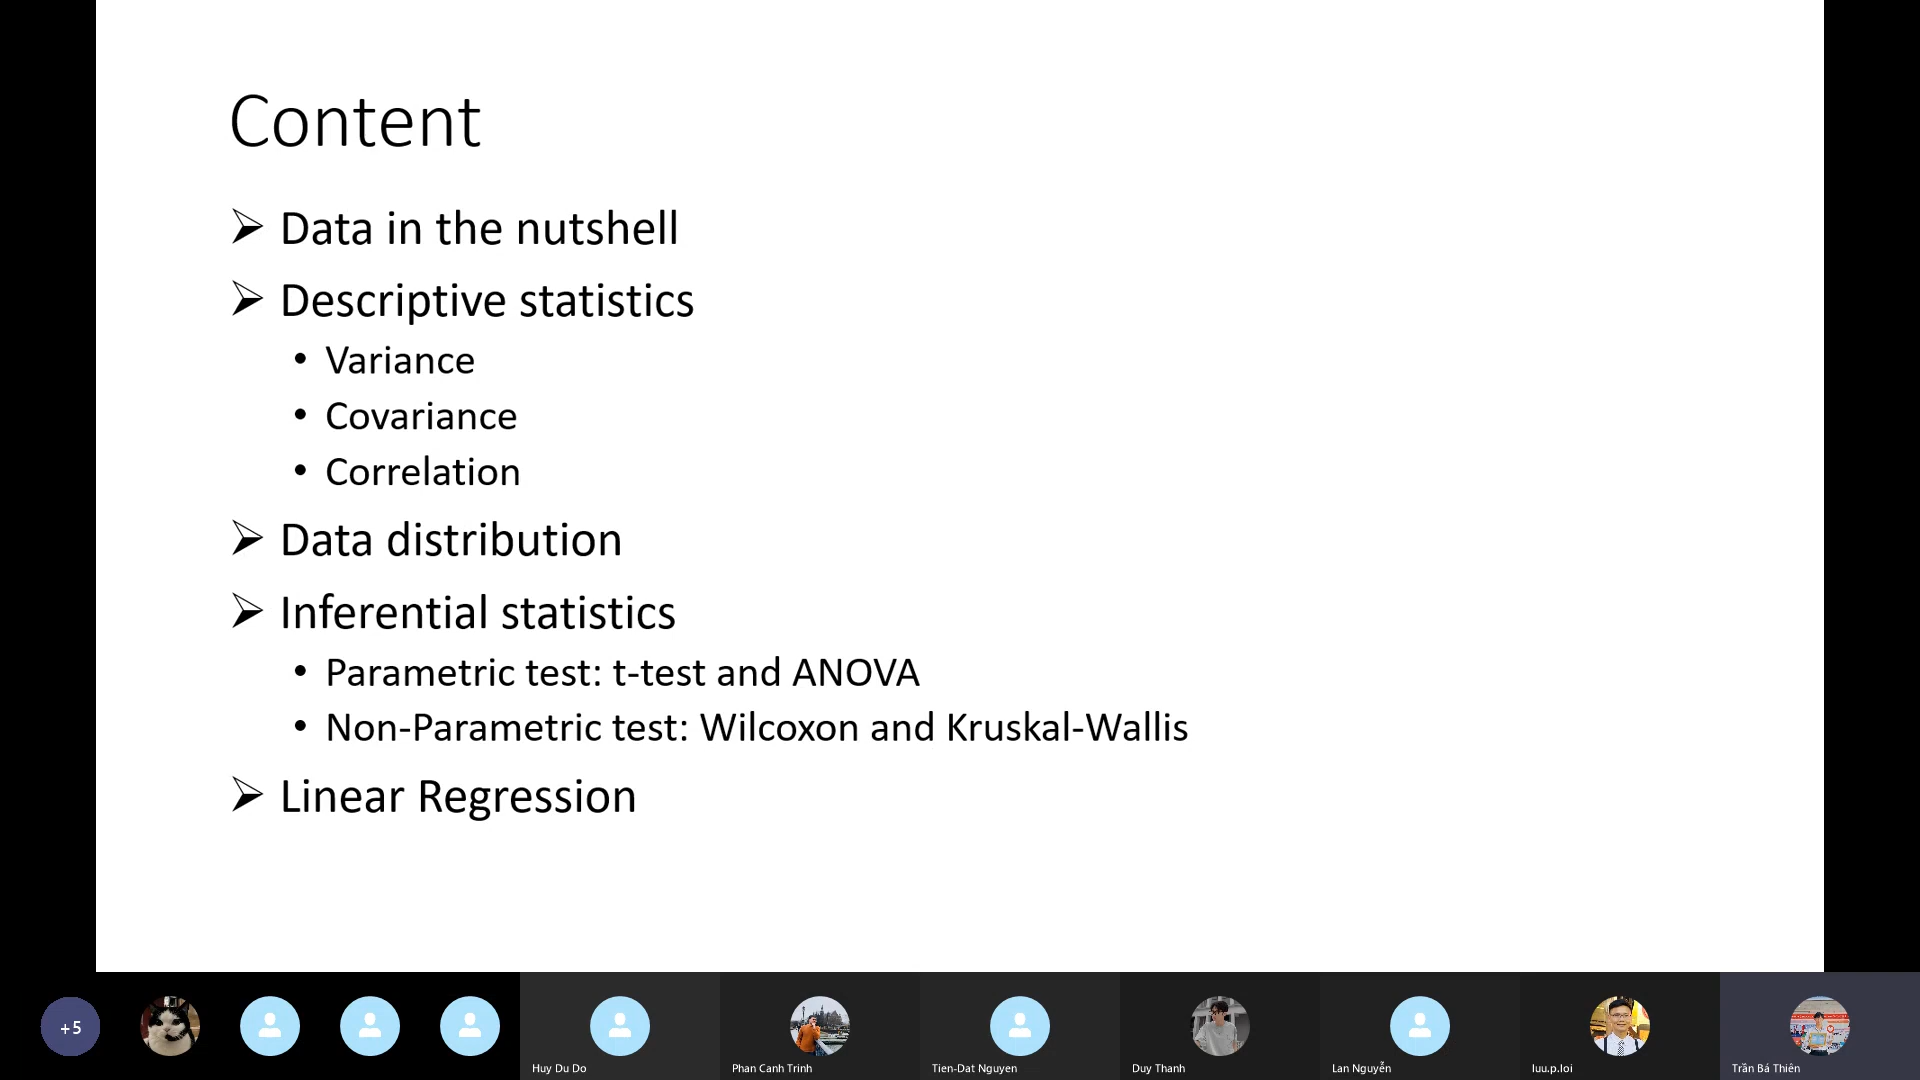 Content
➢ Data in the nutshell
➢ Descriptive statistics
• Variance
• Covariance
• Correlation
➢ Data distribution
➢ Inferential statistics
• Parametric test: t-test and ANOVA
• Non-Parametric test: Wilcoxon and Kruskal-Wallis
➢ Linear Regression
+5
Huy Du Do
Phan Canh Trinh
Tien-Dat Nguyen
Duy Thanh
Lan Nguyễn
luu.p.loi
Trần Bá Thiên